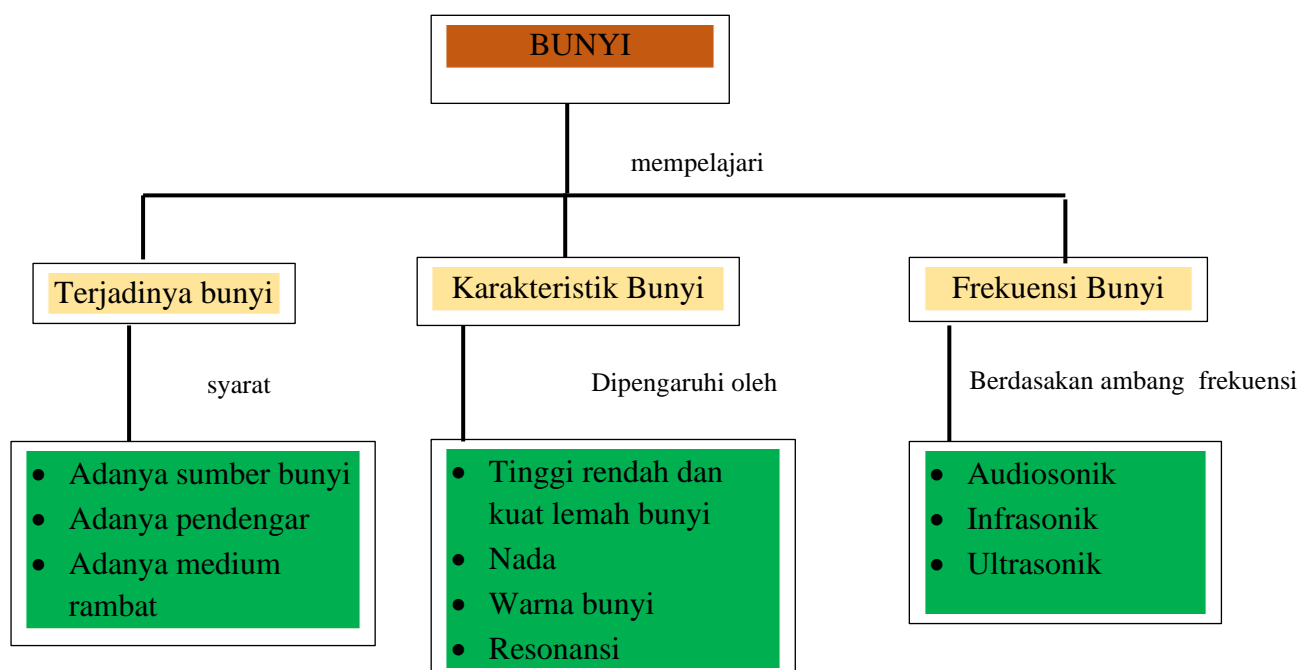 BUNYI
mempelajari
Terjadinya bunyi
Karakteristik Bunyi
Frekuensi Bunyi
syarat
Dipengaruhi oleh
Berdasakan ambang frekuensi
• Adanya sumber bunyi
• Adanya pendengar
• Adanya medium
rambat
• Tinggi rendah dan
kuat lemah bunyi
• Nada
• Warna bunyi
• Resonansi
• Audiosonik
• Infrasonik
• Ultrasonik